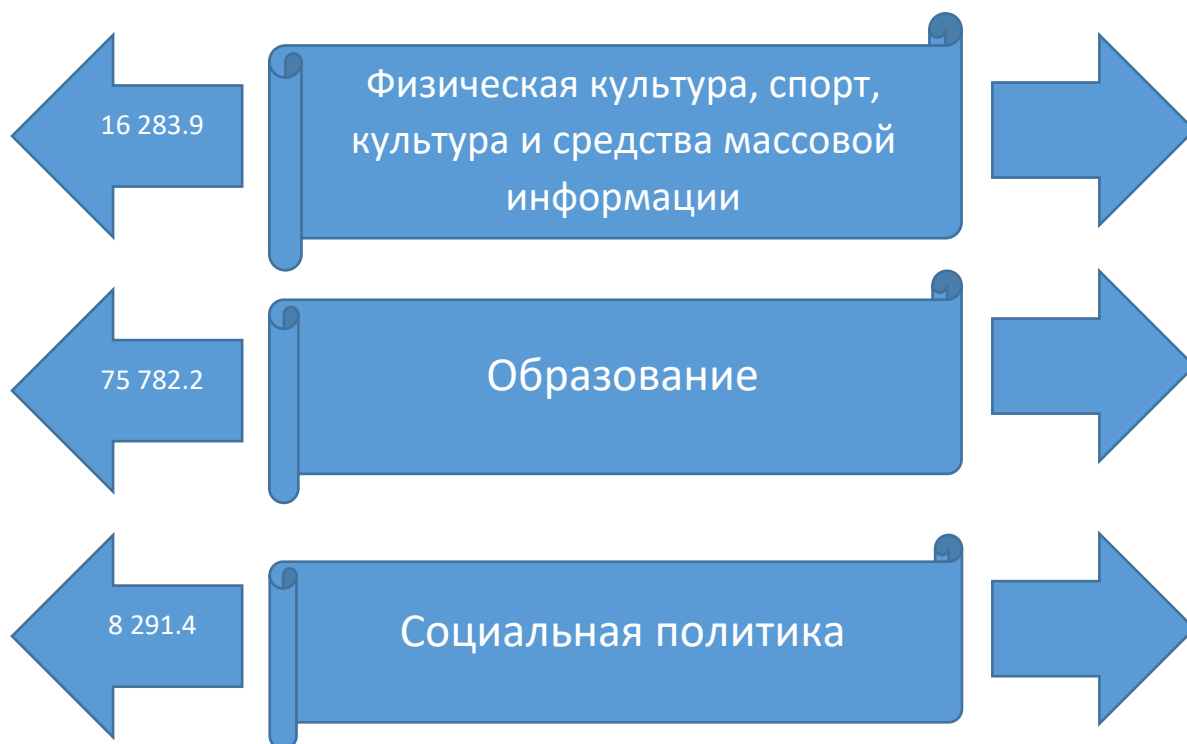 16 283.9
Физическая культура, спорт,
культура и средства массовой
информации
75 782.2
Образование
8 291.4
Социальная политика